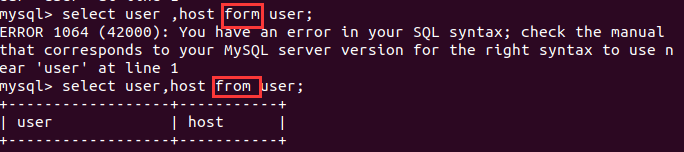 mysql> select user ,host form user;
ERROR 1064 (42000): You have an error in your SQL syntax; check the manual
that corresponds to your MySQL server version for the right syntax to use n
ear 'user' at line 1
mysql> select user,host from user;
+------------------+-----------+
| user             | host      |
+------------------+-----------+